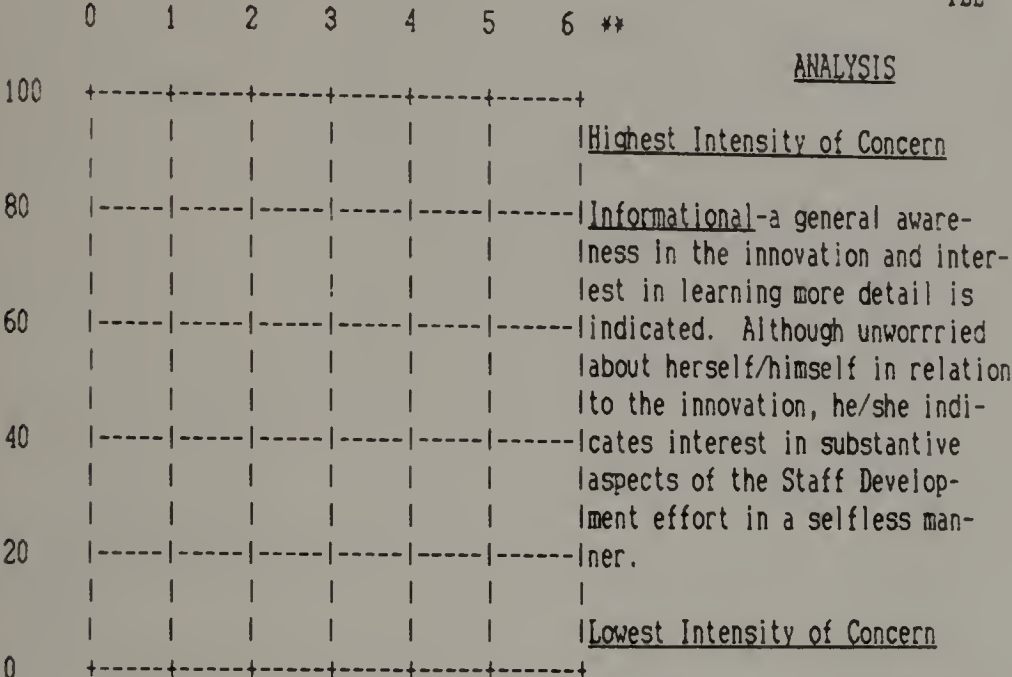 0 1 2 3 4 5 6 **
ANALYSIS
100
Highest Intensity of Concern
80
Informational-a general aware-
ness in the innovation and inter-
est in learning more detail is
60
indicated. Although unworrried
about herself/himself in relation
to the innovation, he/she indi-
40
cates interest in substantive
aspects of the Staff Develop-
ment effort in a selfless man-
20
ner.
Lowest Intensity of Concern
0